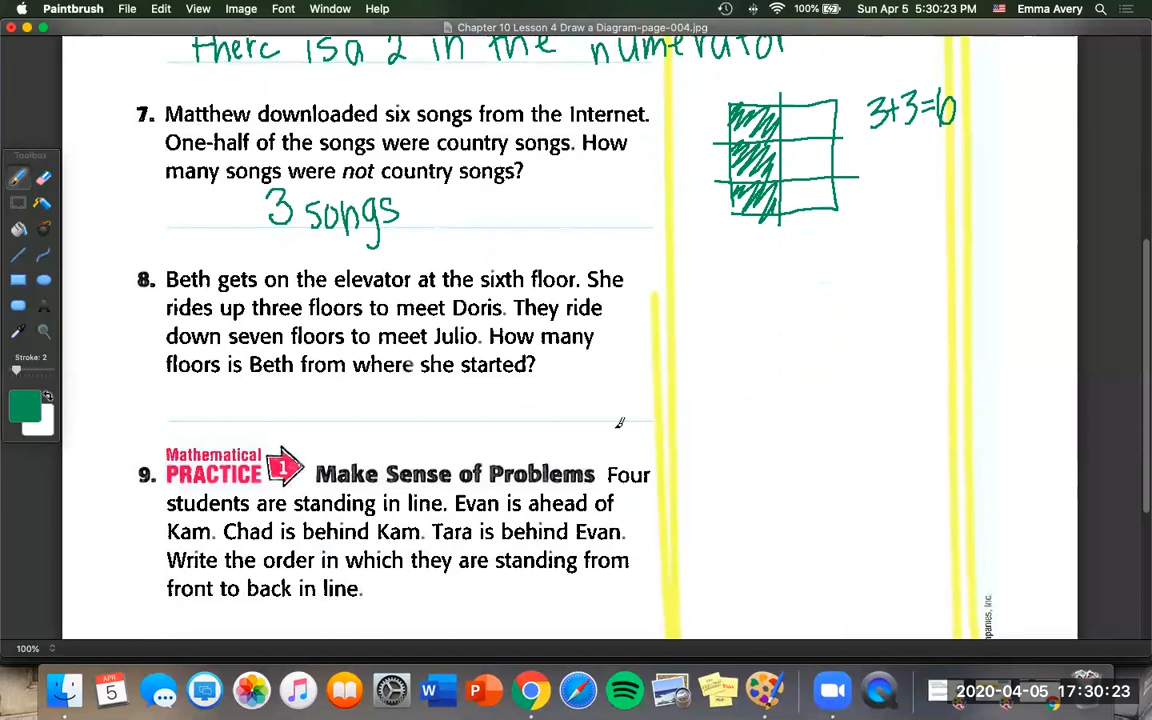 Paintbrush File Edit View Image Font Window Help 100% Sun Apr 5 5:30:23 PM Emma Avery
Chapter 10 Lesson 4 Draw a Diagram-page-004.jpg
there is a 2 in the numerator
7. Matthew downloaded six songs from the Internet.
One-half of the songs were country songs. How
many songs were not country songs?
3 songs
3+3=6
8. Beth gets on the elevator at the sixth floor. She
rides up three floors to meet Doris. They ride
down seven floors to meet Julio. How many
floors is Beth from where she started?
Mathematical
9. PRACTICE 1 Make Sense of Problems Four
students are standing in line. Evan is ahead of
Kam. Chad is behind Kam. Tara is behind Evan.
Write the order in which they are standing from
front to back in line.
Toolbox
Stroke: 2
mpanies, Inc.
100%
APR
5
2020-04-05 17:30:23